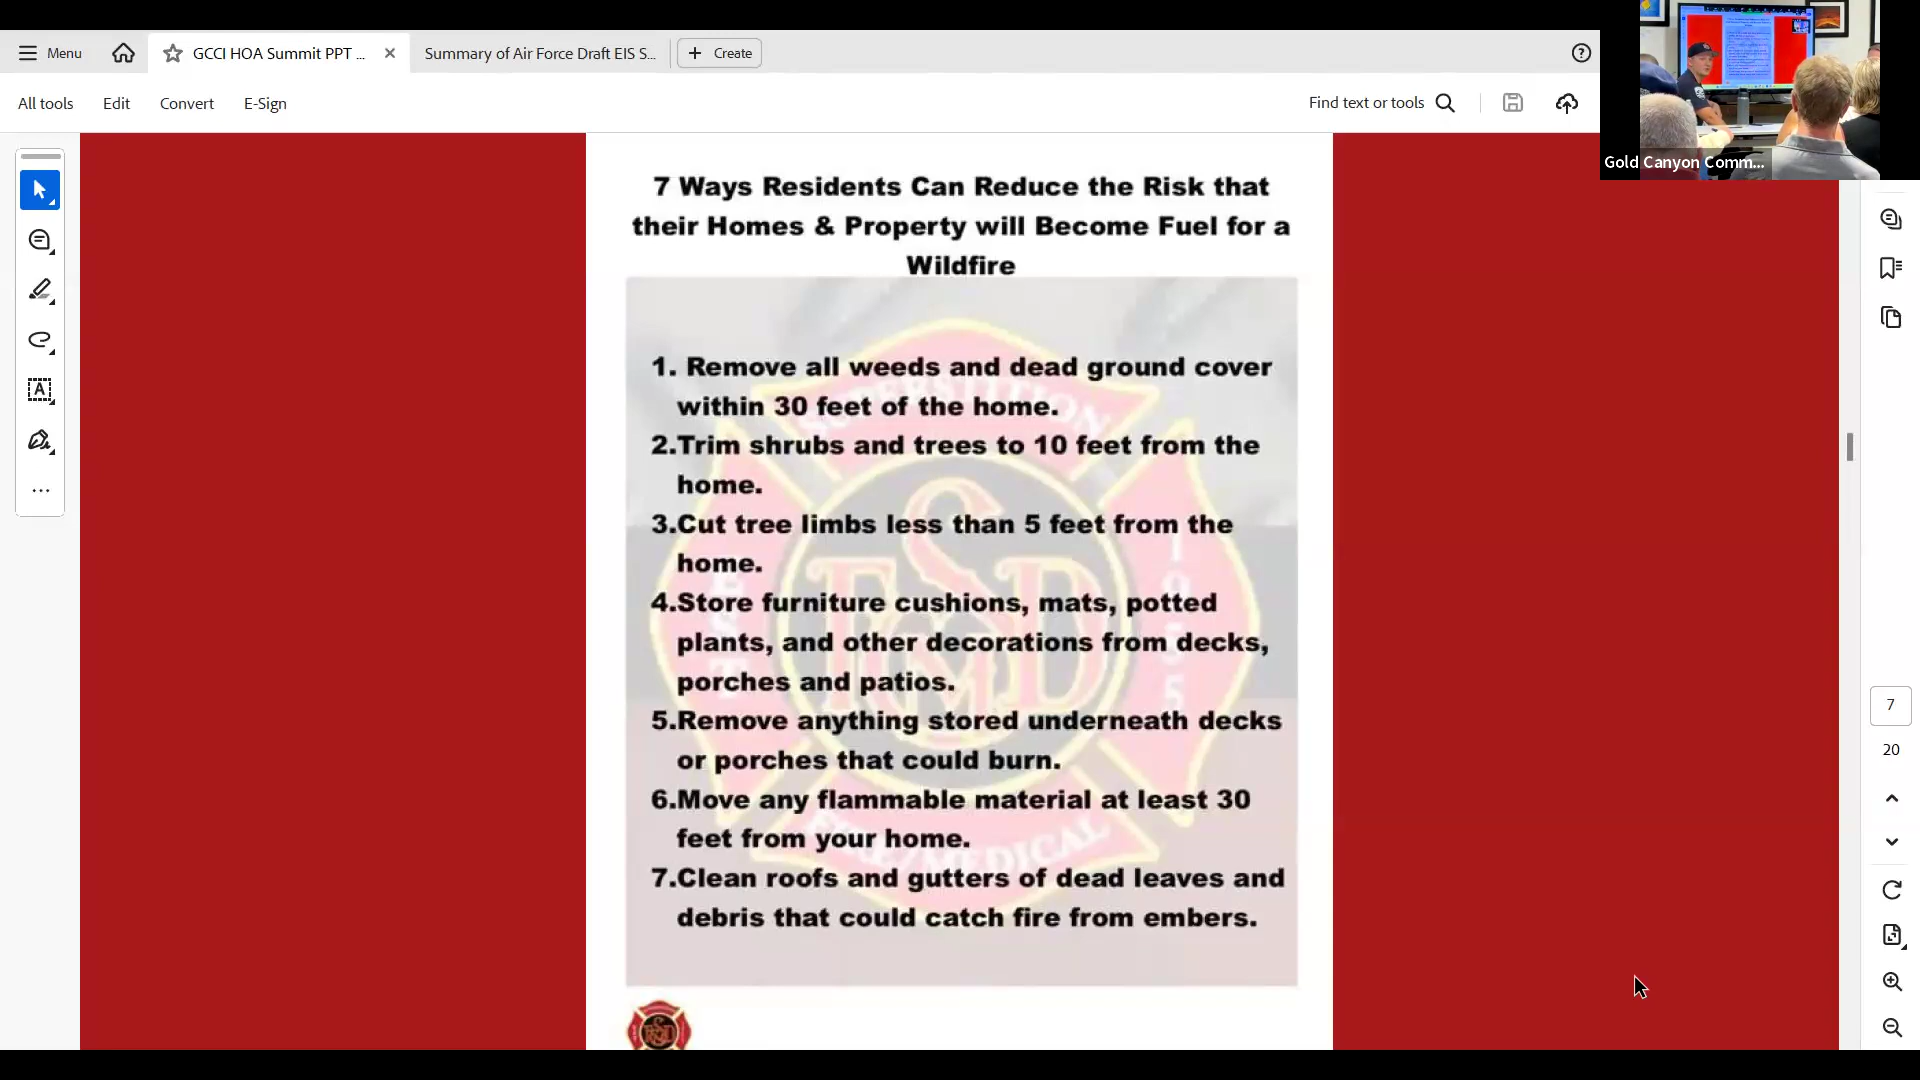 Menu
GCCI HOA Summit PPT ...
Summary of Air Force Draft EIS S...
Create
All tools
Edit
Convert
E-Sign
Find text or tools
Gold Canyon Comm...
7 Ways Residents Can Reduce the Risk that
their Homes & Property will Become Fuel for a
Wildfire
1. Remove all weeds and dead ground cover
within 30 feet of the home.
2.Trim shrubs and trees to 10 feet from the
home.
3.Cut tree limbs less than 5 feet from the
home.
4.Store furniture cushions, mats, potted
plants, and other decorations from decks,
porches and patios.
5.Remove anything stored underneath decks
or porches that could burn.
6.Move any flammable material at least 30
feet from your home.
7.Clean roofs and gutters of dead leaves and
debris that could catch fire from embers.
SUPERSTITION
FIRE/MEDICAL
7
20